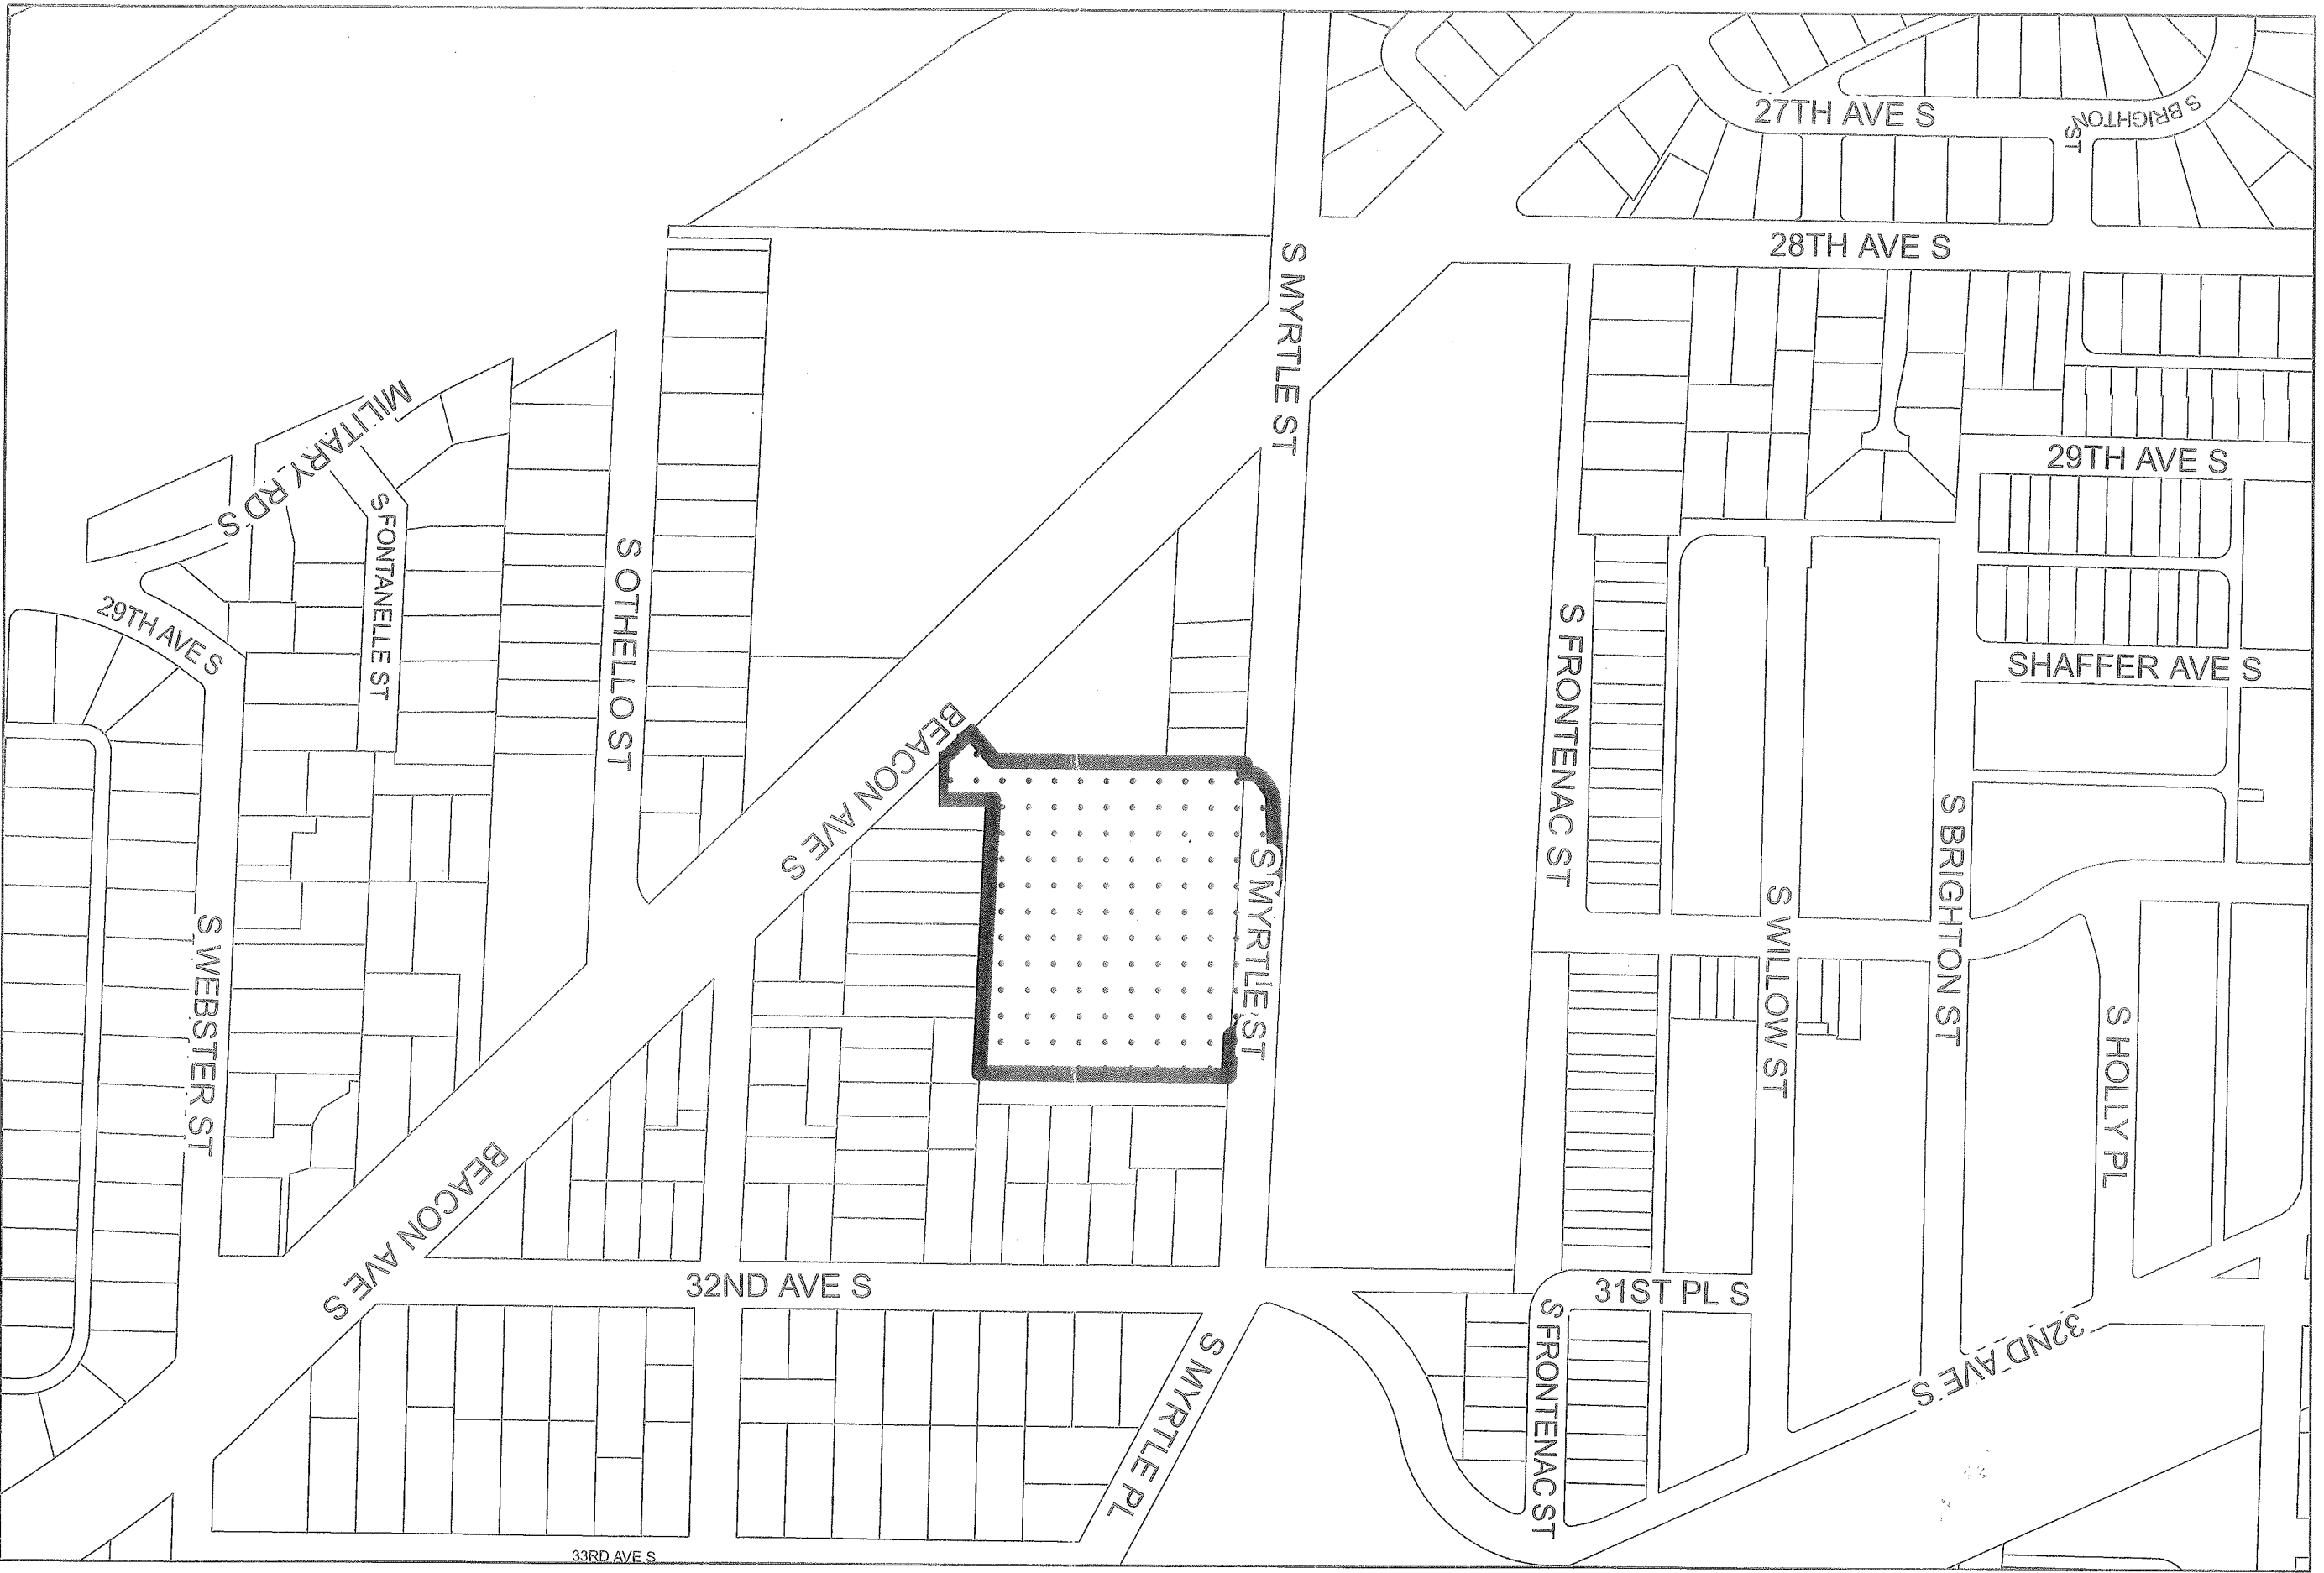 27TH AVE S
S BRIGHTON
ST
28TH AVE S
S MYRTLE ST
MILITARY RD S
29TH AVE S
S FONTANELLE ST
S OTHELLO ST
29TH AVE S
S FRONTENAC ST
SHAFFER AVE S
BEACON AVE S
S MYRTLE ST
S WEBSTER ST
S WILLOW ST
S BRIGHTON ST
S HOLLY PL
BEACON AVE S
32ND AVE S
31ST PL S
S MYRTLE PL
S FRONTENAC ST
32ND AVE S
33RD AVE S